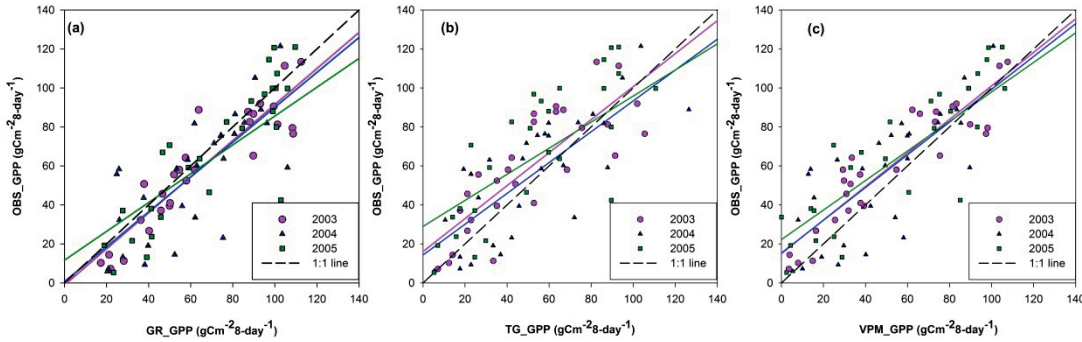 (a)
140
120
100
80
60
40
20
0
OBS_GPP (gCm⁻²8-day⁻¹)
2003
2004
2005
1:1 line
0 20 40 60 80 100 120 140
GR_GPP (gCm⁻²8-day⁻¹)
(b)
140
120
100
80
60
40
20
0
OBS_GPP (gCm⁻²8-day⁻¹)
2003
2004
2005
1:1 line
0 20 40 60 80 100 120 140
TG_GPP (gCm⁻²8-day⁻¹)
(c)
140
120
100
80
60
40
20
0
OBS_GPP (gCm⁻²8-day⁻¹)
2003
2004
2005
1:1 line
0 20 40 60 80 100 120 140
VPM_GPP (gCm⁻²8-day⁻¹)